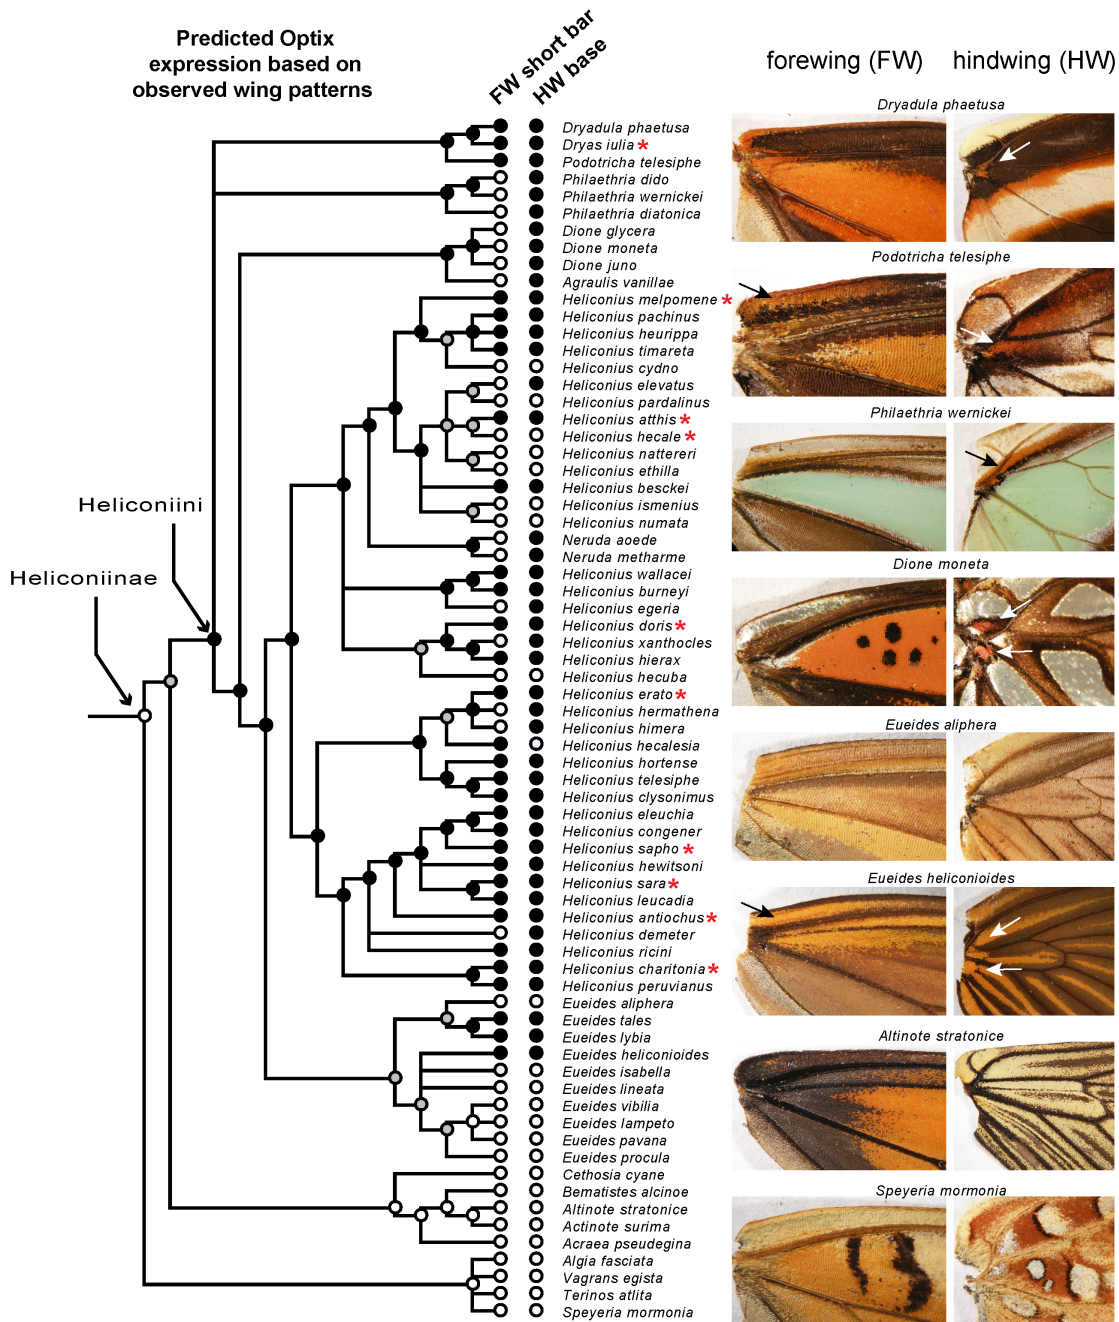 Predicted Optix
expression based on
observed wing patterns
FW short bar
HW base
forewing (FW)
hindwing (HW)
Heliconiini
Heliconiinae
Dryadula phaetusa
Dryas iulia *
Podotricha telesiphe
Philaethria dido
Philaethria wernickei
Philaethria diatonica
Dione glycera
Dione moneta
Dione juno
Agraulis vanillae
Heliconius melpomene *
Heliconius pachinus
Heliconius heurippa
Heliconius timareta
Heliconius cydno
Heliconius elevatus
Heliconius pardalinus
Heliconius atthis *
Heliconius hecale *
Heliconius nattereri
Heliconius ethilla
Heliconius besckei
Heliconius ismenius
Heliconius numata
Neruda aoede
Neruda metharme
Heliconius wallacei
Heliconius burneyi
Heliconius egeria
Heliconius doris *
Heliconius xanthocles
Heliconius hierax
Heliconius hecuba
Heliconius erato *
Heliconius hermathena
Heliconius himera
Heliconius hecalesia
Heliconius hortense
Heliconius telesiphe
Heliconius clysonimus
Heliconius eleuchia
Heliconius congener
Heliconius sapho *
Heliconius hewitsoni
Heliconius sara *
Heliconius leucadia
Heliconius antiochus *
Heliconius demeter
Heliconius ricini
Heliconius charitonia *
Heliconius peruvianus
Eueides aliphera
Eueides tales
Eueides lybia
Eueides heliconioides
Eueides isabella
Eueides lineata
Eueides vibilia
Eueides lampeto
Eueides pavana
Eueides procula
Cethosia cyane
Bematistes alcinoe
Altinote stratonice
Actinote surima
Acraea pseudegina
Algia fasciata
Vagrans egista
Terinos atlita
Speyeria mormonia
Dryadula phaetusa
Podotricha telesiphe
Philaethria wernickei
Dione moneta
Eueides aliphera
Eueides heliconioides
Altinote stratonice
Speyeria mormonia